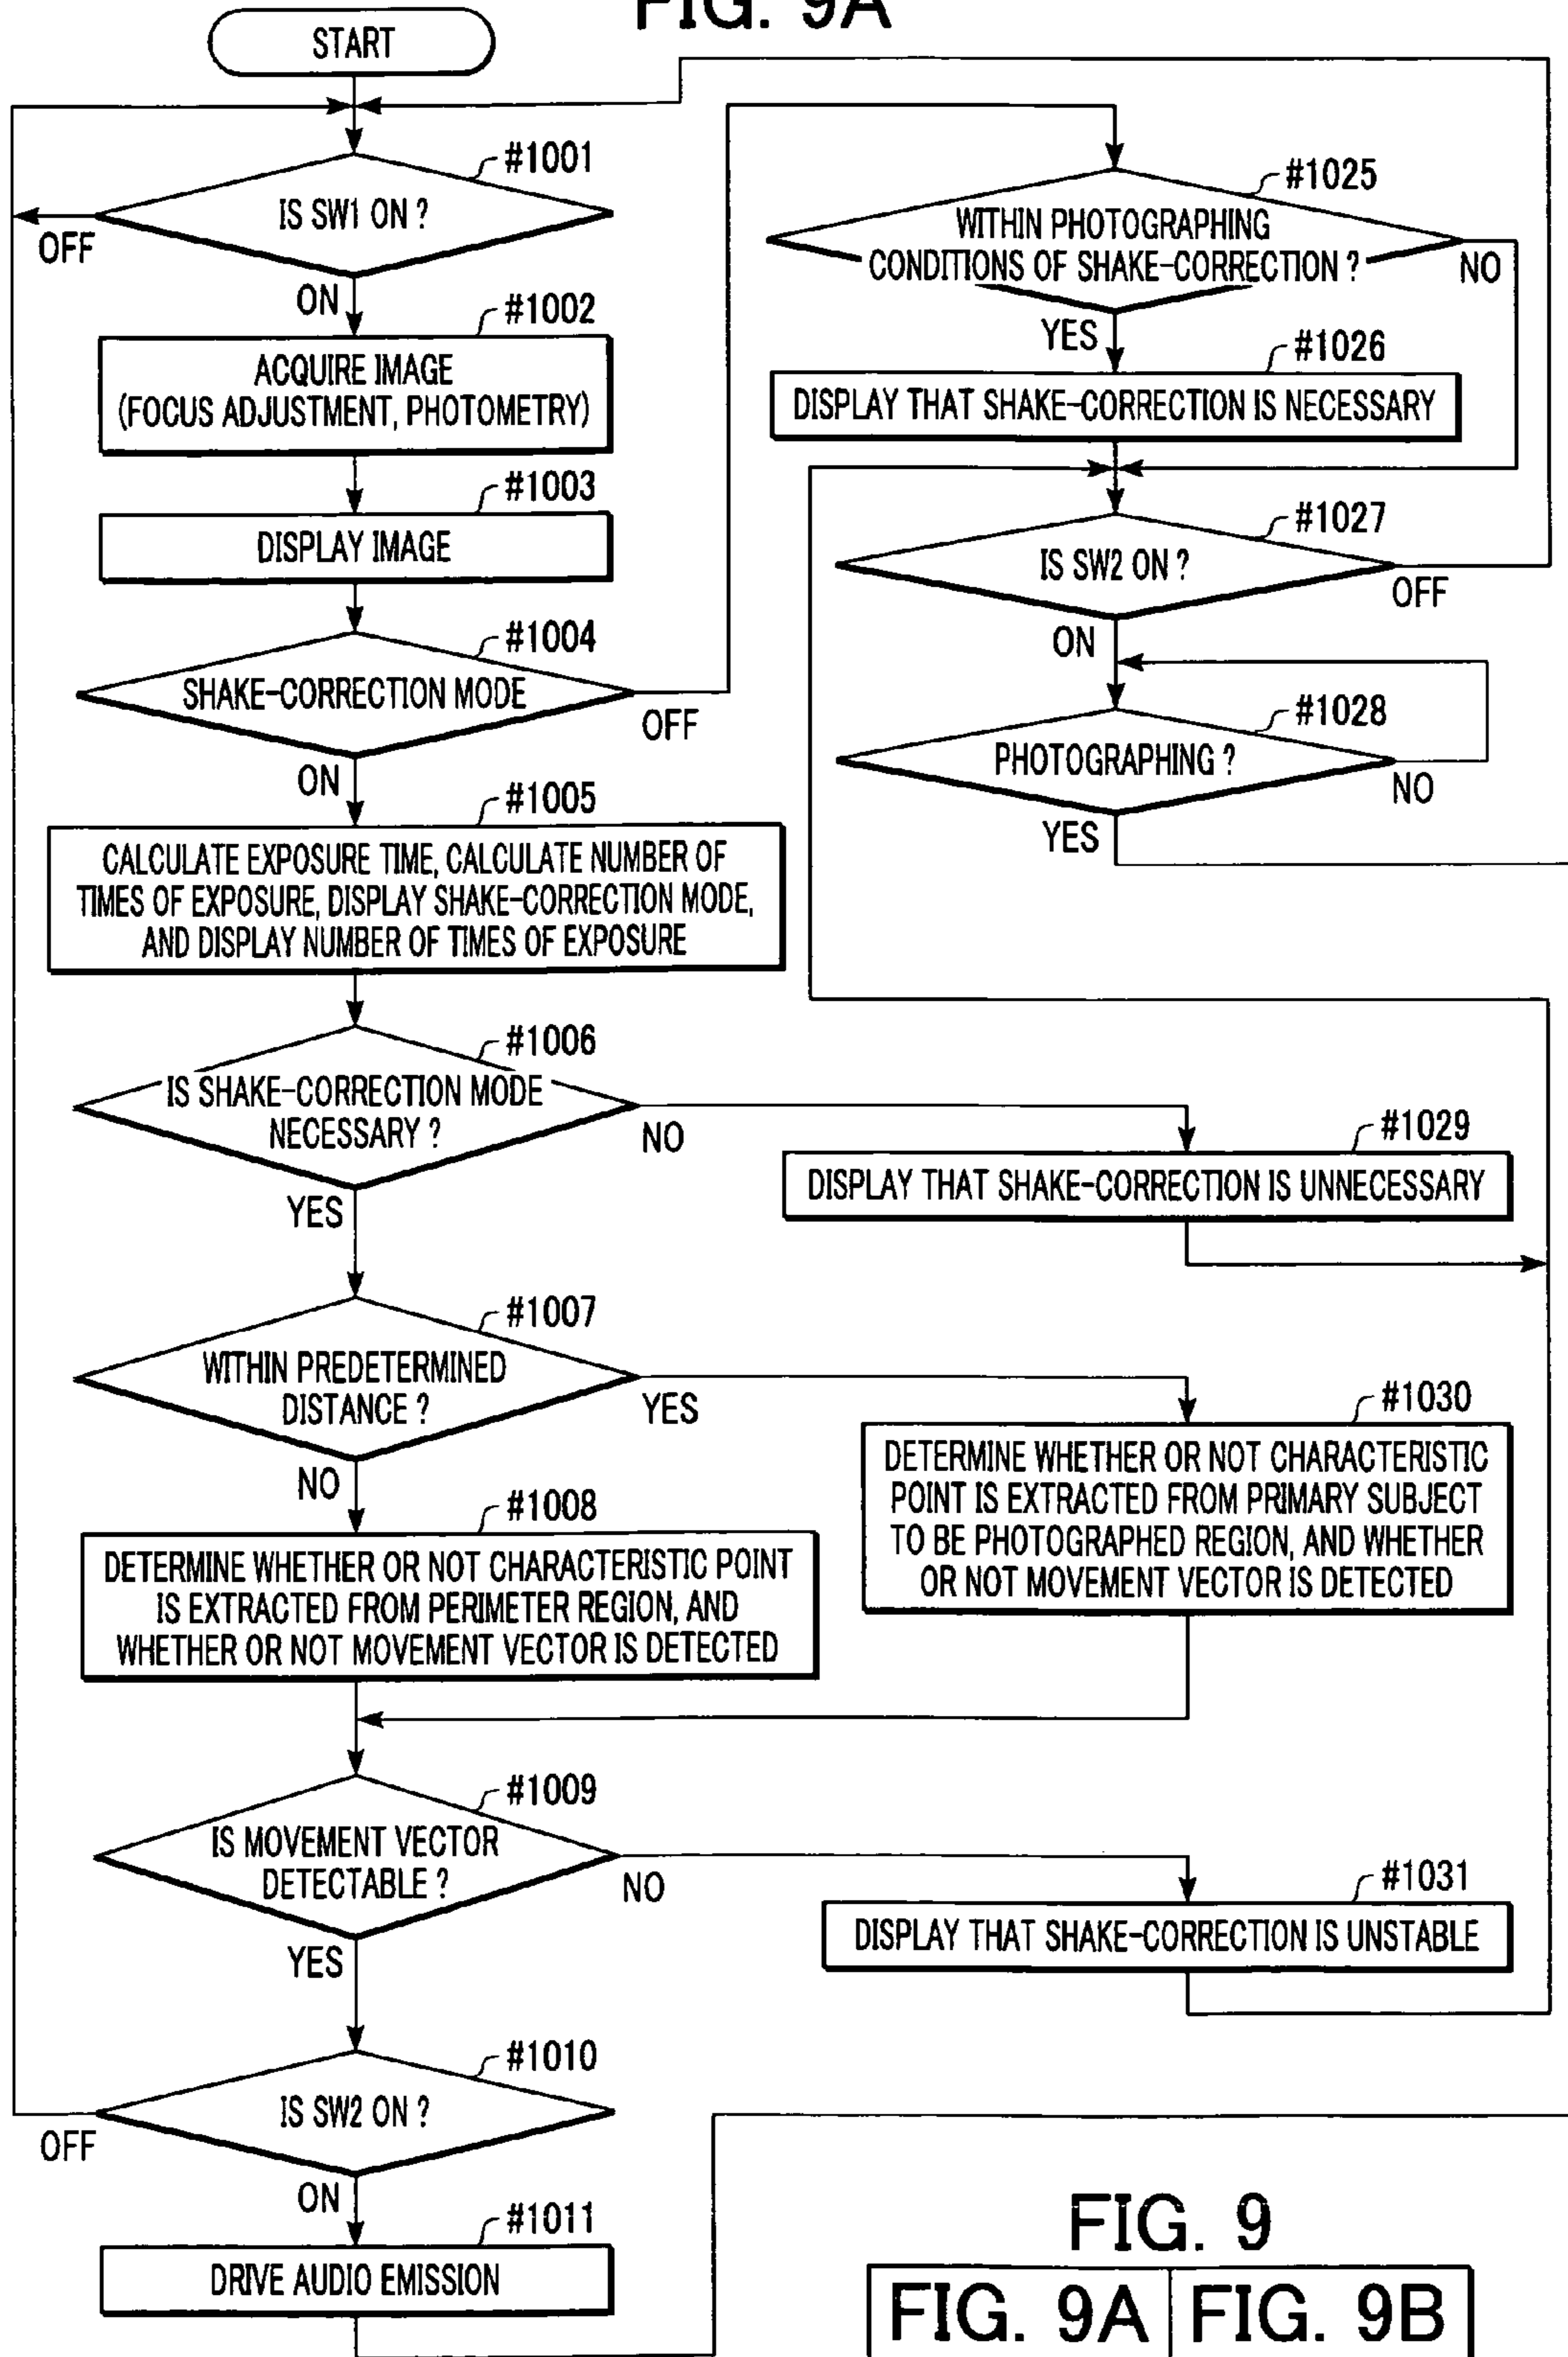 FIG. 9A
START
#1001
IS SW1 ON ?
OFF
ON
#1002
ACQUIRE IMAGE
(FOCUS ADJUSTMENT, PHOTOMETRY)
#1003
DISPLAY IMAGE
#1004
SHAKE-CORRECTION MODE
OFF
ON
#1005
CALCULATE EXPOSURE TIME, CALCULATE NUMBER OF
TIMES OF EXPOSURE, DISPLAY SHAKE-CORRECTION MODE,
AND DISPLAY NUMBER OF TIMES OF EXPOSURE
#1006
IS SHAKE-CORRECTION MODE
NECESSARY ?
NO
YES
#1007
WITHIN PREDETERMINED
DISTANCE ?
YES
NO
#1008
DETERMINE WHETHER OR NOT CHARACTERISTIC POINT
IS EXTRACTED FROM PERIMETER REGION, AND
WHETHER OR NOT MOVEMENT VECTOR IS DETECTED
#1009
IS MOVEMENT VECTOR
DETECTABLE ?
NO
YES
#1010
IS SW2 ON ?
OFF
ON
#1011
DRIVE AUDIO EMISSION
#1025
WITHIN PHOTOGRAPHING
CONDITIONS OF SHAKE-CORRECTION ?
NO
YES
#1026
DISPLAY THAT SHAKE-CORRECTION IS NECESSARY
#1027
IS SW2 ON ?
OFF
ON
#1028
PHOTOGRAPHING ?
NO
YES
#1029
DISPLAY THAT SHAKE-CORRECTION IS UNNECESSARY
#1030
DETERMINE WHETHER OR NOT CHARACTERISTIC
POINT IS EXTRACTED FROM PRIMARY SUBJECT
TO BE PHOTOGRAPHED REGION, AND WHETHER
OR NOT MOVEMENT VECTOR IS DETECTED
#1031
DISPLAY THAT SHAKE-CORRECTION IS UNSTABLE
FIG. 9
FIG. 9A FIG. 9B